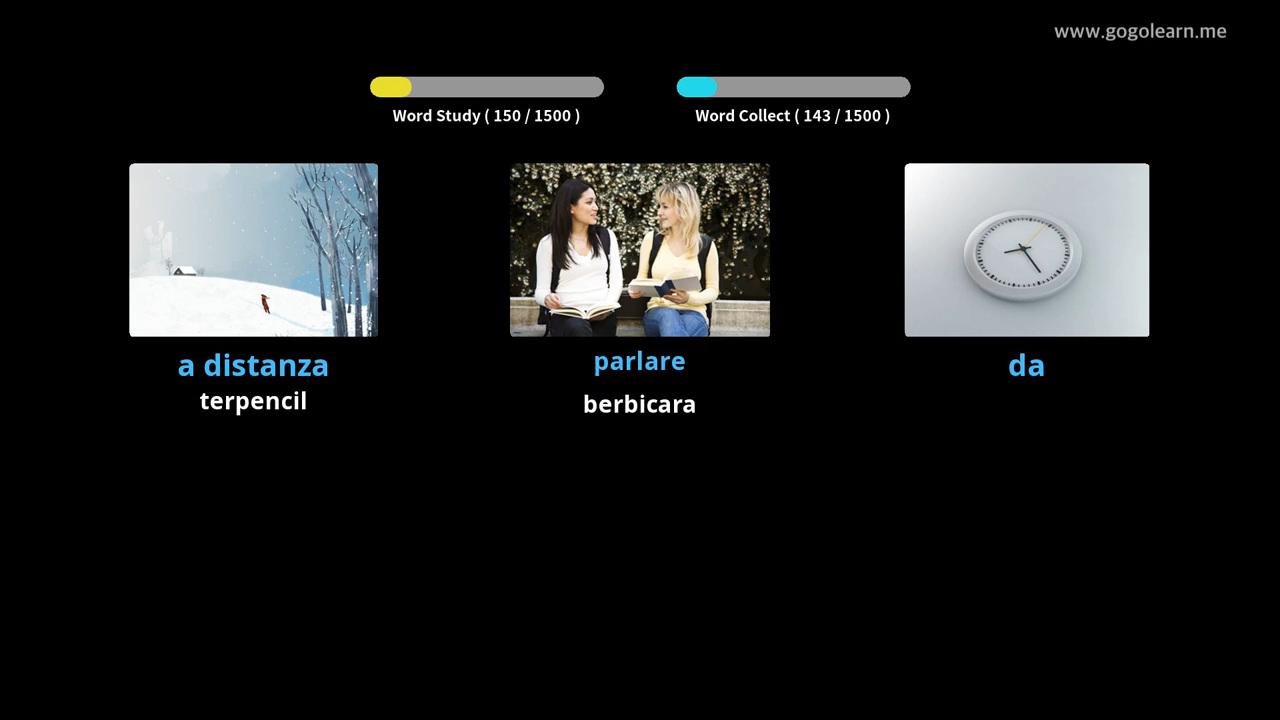 www.gogolearn.me
Word Study ( 150 / 1500 )
Word Collect ( 143 / 1500 )
a distanza
terpencil
parlare
berbicara
da